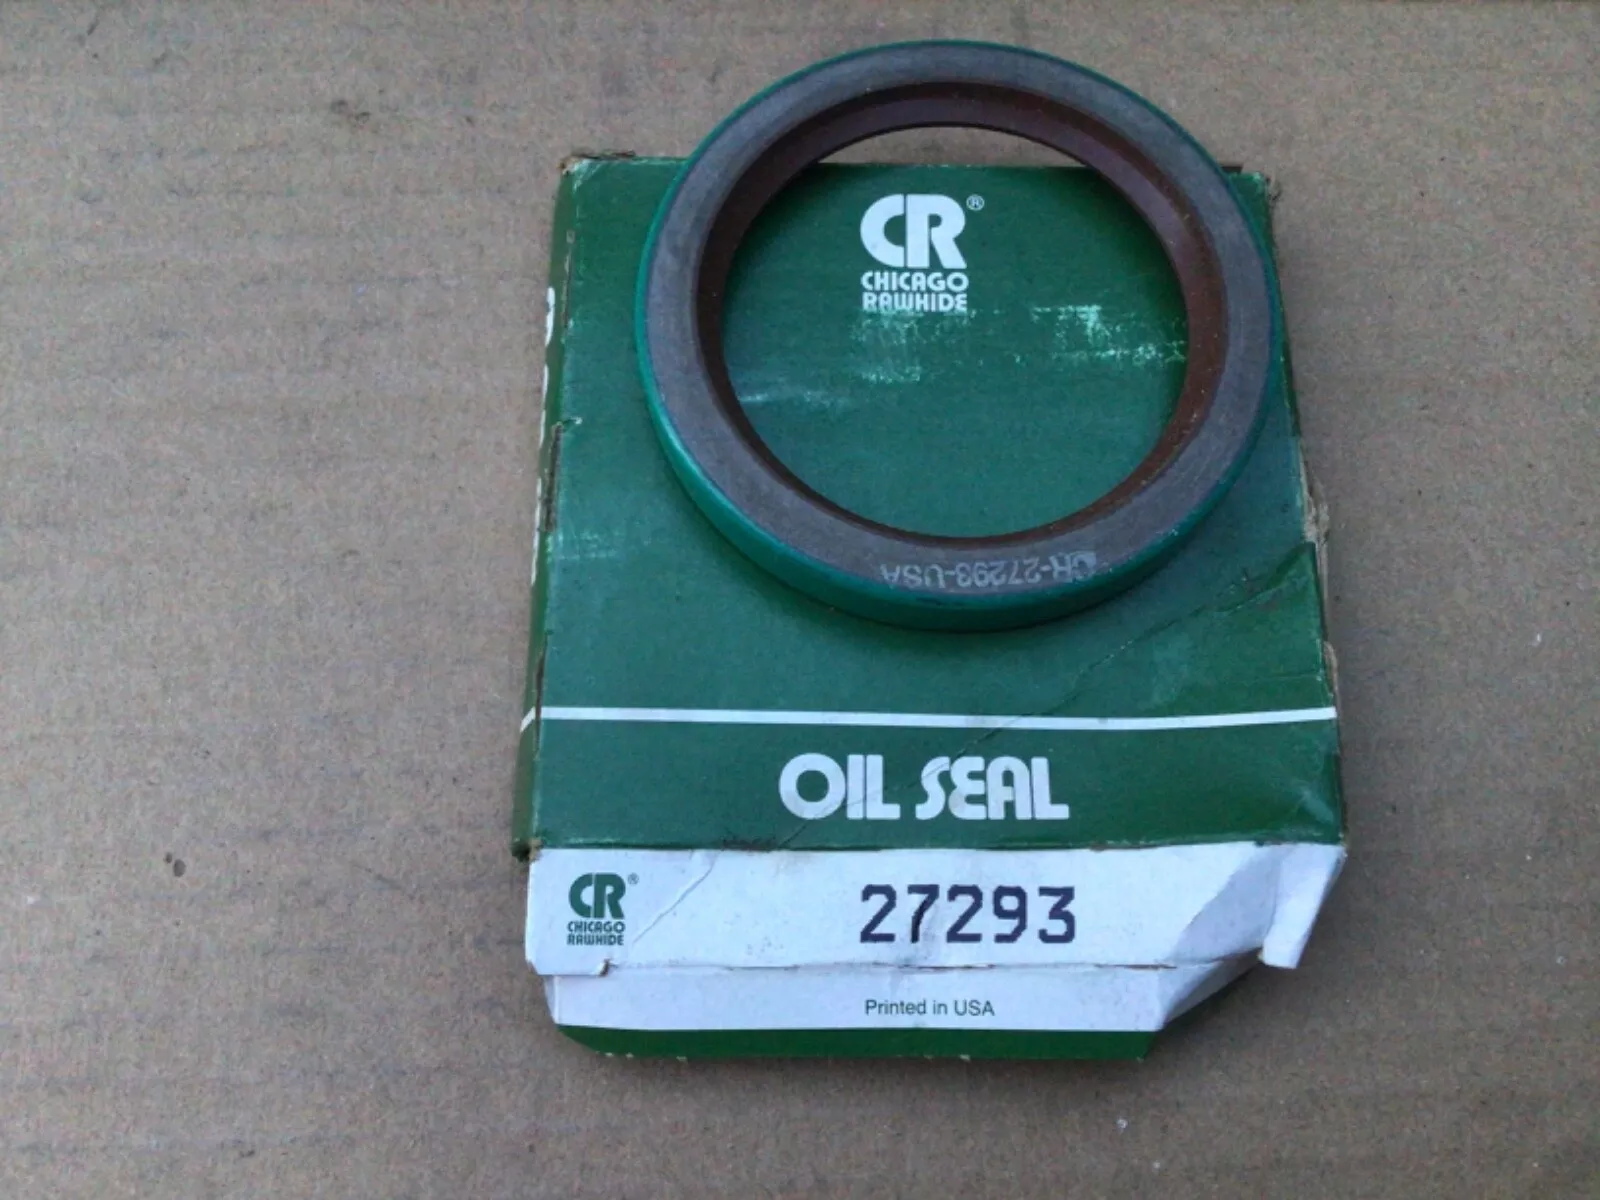 CR®
CHICAGO
RAWHIDE
CR-27293-USA
OIL SEAL
CR®
CHICAGO
RAWHIDE
27293
Printed in USA